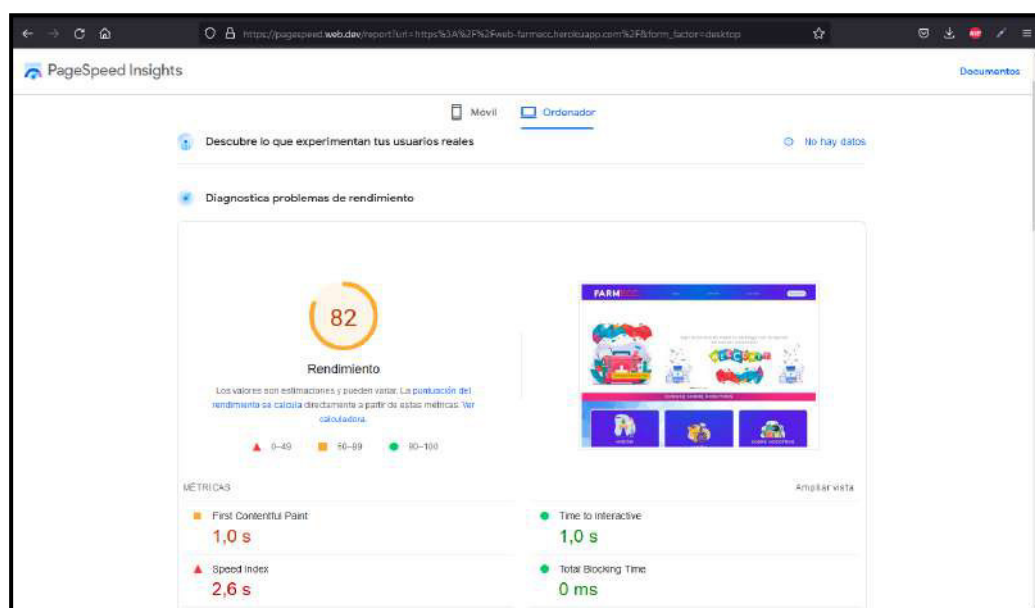 https://pagespeed.web.dev/report?url=https%3A%2F%2Fweb-farmecc.herokuapp.com%2F&form_factor=desktop
PageSpeed Insights
Documentos
Móvil
Ordenador
Descubre lo que experimentan tus usuarios reales
No hay datos
Diagnostica problemas de rendimiento
82
Rendimiento
Los valores son estimaciones y pueden variar. La puntuación del
rendimiento se calcula directamente a partir de estas métricas. Ver
calculadora.
0–49
50–89
90–100
FARMECC
MÉTRICAS
Ampliar vista
First Contentful Paint
1,0 s
Time to Interactive
1,0 s
Speed Index
2,6 s
Total Blocking Time
0 ms